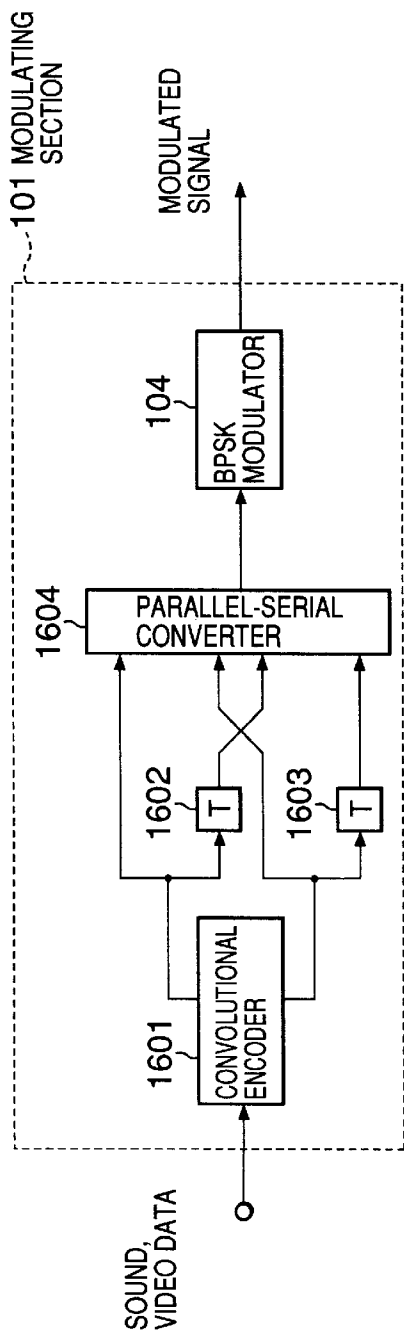 101 MODULATING
SECTION
SOUND,
VIDEO DATA
1601
CONVOLUTIONAL
ENCODER
1602
T
1603
T
1604
PARALLEL-SERIAL
CONVERTER
104
BPSK
MODULATOR
MODULATED
SIGNAL